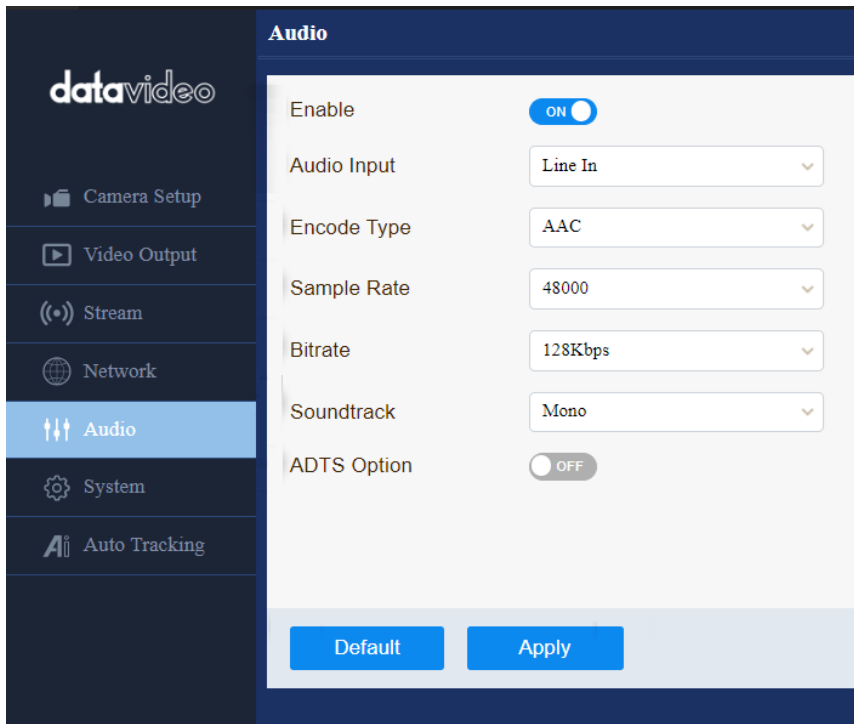 Audio
datavideo
Camera Setup
Video Output
Stream
Network
Audio
System
Auto Tracking
Enable ON
Audio Input Line In
Encode Type AAC
Sample Rate 48000
Bitrate 128Kbps
Soundtrack Mono
ADTS Option OFF
Default Apply